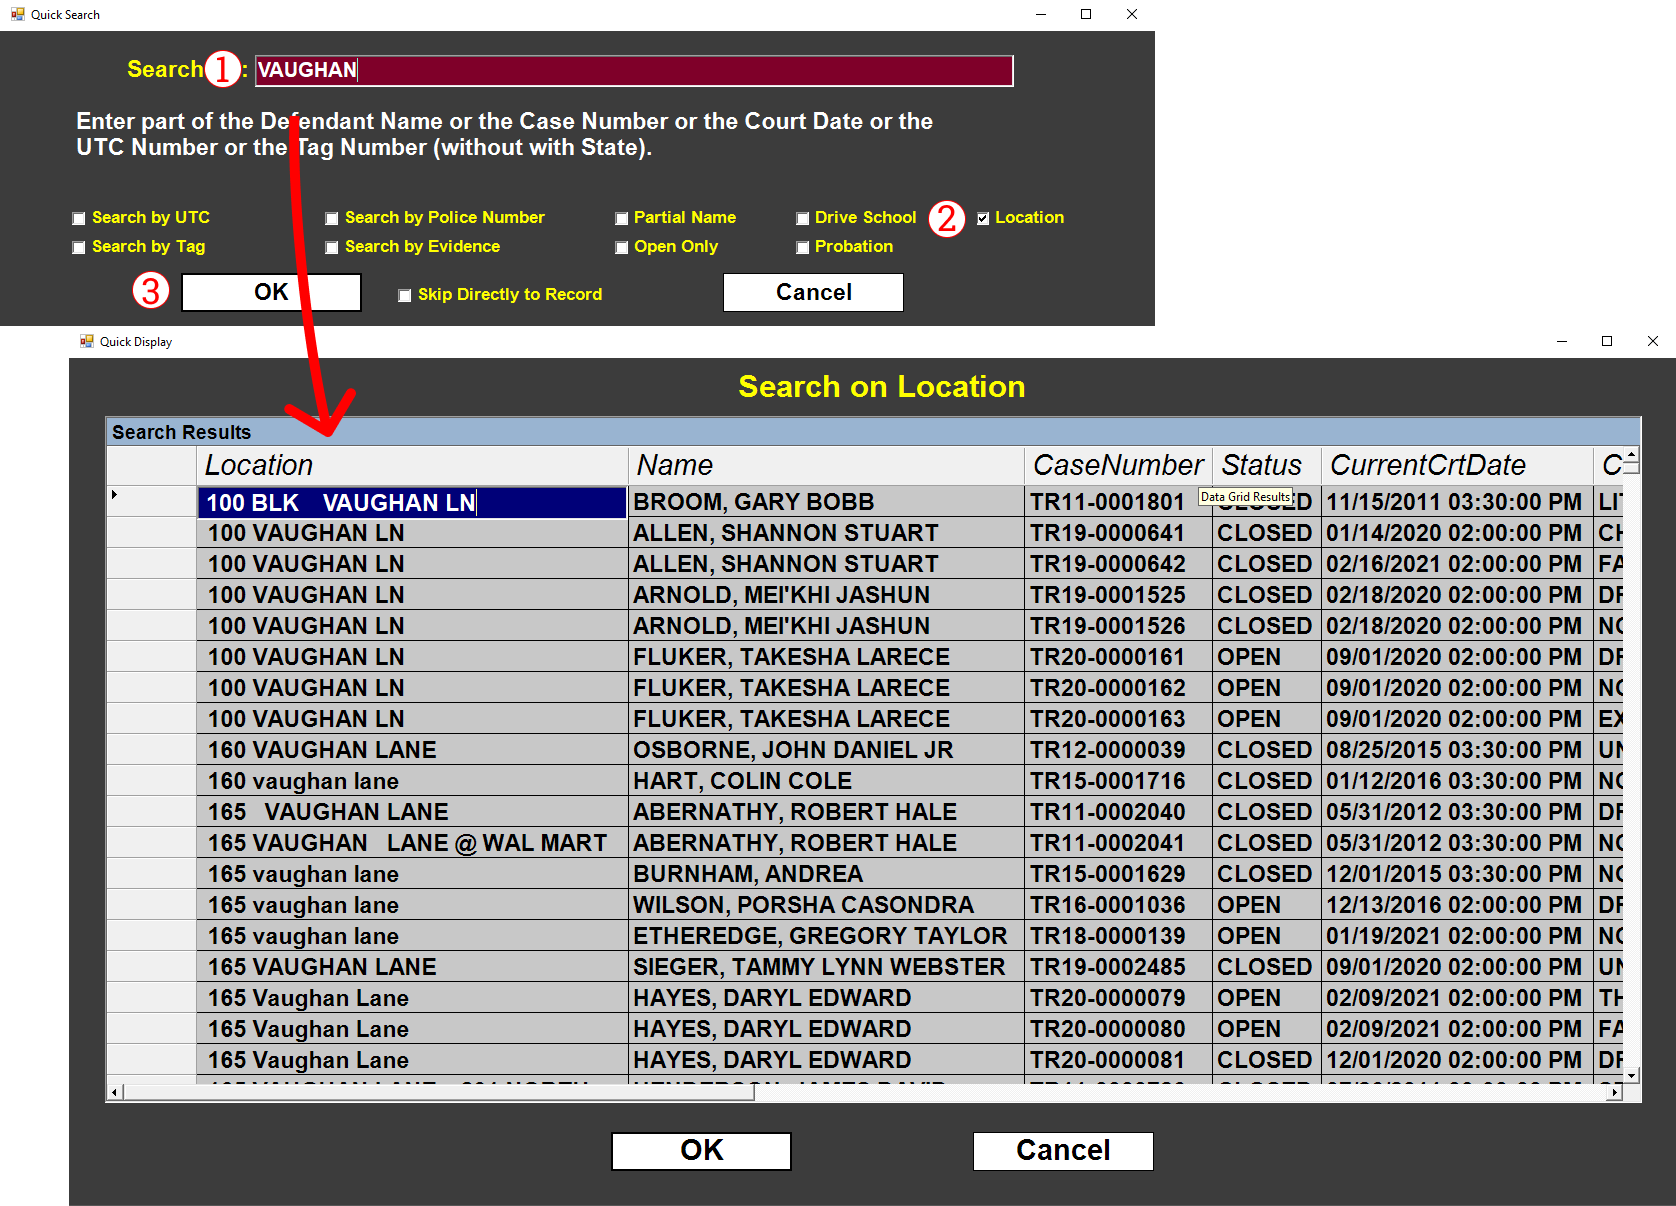 Quick Search
Search 1 : VAUGHAN
Enter part of the Defendant Name or the Case Number or the Court Date or the
UTC Number or the Tag Number (without with State).
Search by UTC Search by Police Number Partial Name Drive School 2 Location
Search by Tag Search by Evidence Open Only Probation
3 OK Skip Directly to Record Cancel
Quick Display
Search on Location
Search Results
Location Name CaseNumber Status CurrentCrtDate C
100 BLK VAUGHAN LN BROOM, GARY BOBB TR11-0001801 CLOSED 11/15/2011 03:30:00 PM LIT
Data Grid Results
100 VAUGHAN LN ALLEN, SHANNON STUART TR19-0000641 CLOSED 01/14/2020 02:00:00 PM CH
100 VAUGHAN LN ALLEN, SHANNON STUART TR19-0000642 CLOSED 02/16/2021 02:00:00 PM FA
100 VAUGHAN LN ARNOLD, MEI'KHI JASHUN TR19-0001525 CLOSED 02/18/2020 02:00:00 PM DR
100 VAUGHAN LN ARNOLD, MEI'KHI JASHUN TR19-0001526 CLOSED 02/18/2020 02:00:00 PM NO
100 VAUGHAN LN FLUKER, TAKESHA LARECE TR20-0000161 OPEN 09/01/2020 02:00:00 PM DR
100 VAUGHAN LN FLUKER, TAKESHA LARECE TR20-0000162 OPEN 09/01/2020 02:00:00 PM NO
100 VAUGHAN LN FLUKER, TAKESHA LARECE TR20-0000163 OPEN 09/01/2020 02:00:00 PM EX
160 VAUGHAN LANE OSBORNE, JOHN DANIEL JR TR12-0000039 CLOSED 08/25/2015 03:30:00 PM UN
160 vaughan lane HART, COLIN COLE TR15-0001716 CLOSED 01/12/2016 03:30:00 PM NO
165 VAUGHAN LANE ABERNATHY, ROBERT HALE TR11-0002040 CLOSED 05/31/2012 03:30:00 PM DR
165 VAUGHAN LANE @ WAL MART ABERNATHY, ROBERT HALE TR11-0002041 CLOSED 05/31/2012 03:30:00 PM NO
165 vaughan lane BURNHAM, ANDREA TR15-0001629 CLOSED 12/01/2015 03:30:00 PM NO
165 vaughan lane WILSON, PORSHA CASONDRA TR16-0001036 OPEN 12/13/2016 02:00:00 PM DR
165 vaughan lane ETHEREDGE, GREGORY TAYLOR TR18-0000139 OPEN 01/19/2021 02:00:00 PM NO
165 VAUGHAN LANE SIEGER, TAMMY LYNN WEBSTER TR19-0002485 CLOSED 09/01/2020 02:00:00 PM UN
165 Vaughan Lane HAYES, DARYL EDWARD TR20-0000079 OPEN 02/09/2021 02:00:00 PM TH
165 Vaughan Lane HAYES, DARYL EDWARD TR20-0000080 OPEN 02/09/2021 02:00:00 PM FA
165 Vaughan Lane HAYES, DARYL EDWARD TR20-0000081 CLOSED 12/01/2020 02:00:00 PM DR
OK Cancel